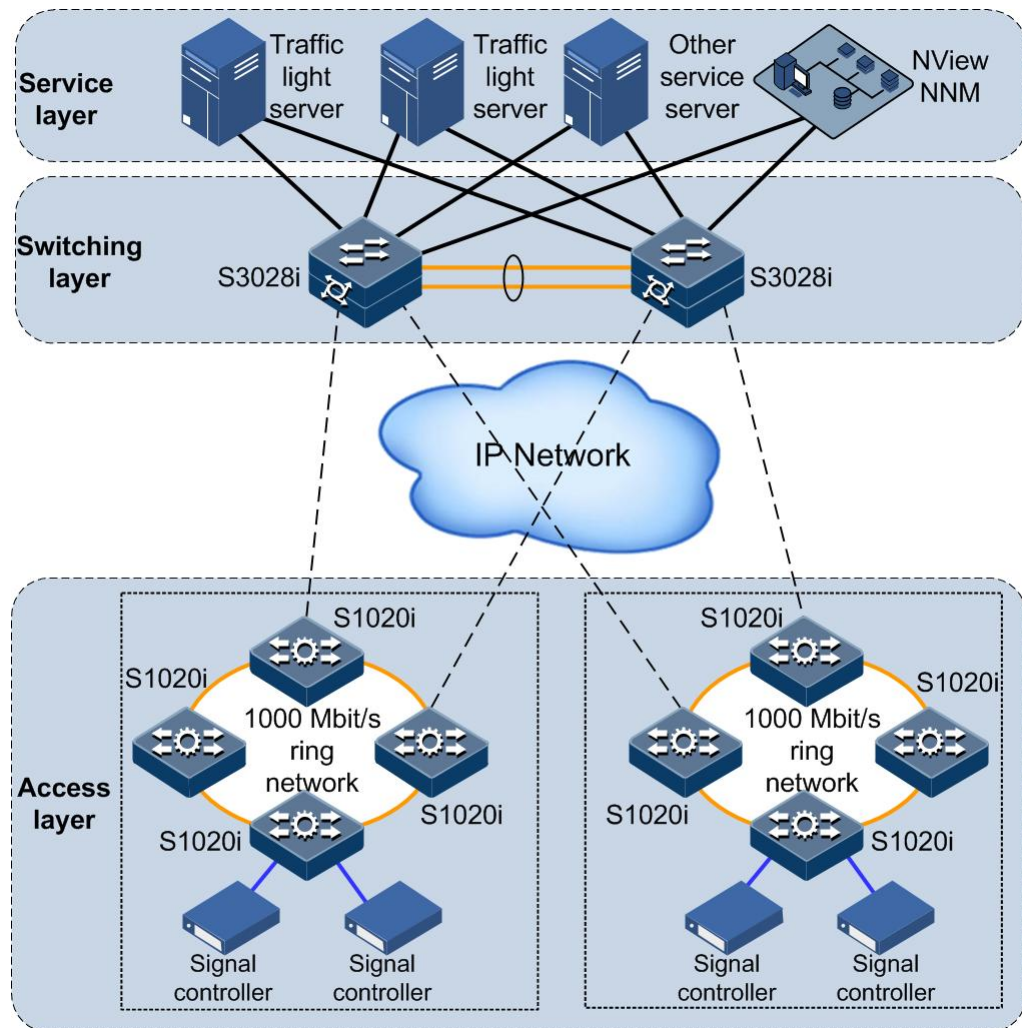 Service
layer
Traffic
light
server
Traffic
light
server
Other
service
server
NView
NNM
Switching
layer
S3028i
S3028i
IP Network
Access
layer
S1020i
S1020i
1000 Mbit/s
ring
network
S1020i
S1020i
Signal
controller
Signal
controller
S1020i
S1020i
1000 Mbit/s
ring
network
S1020i
S1020i
Signal
controller
Signal
controller